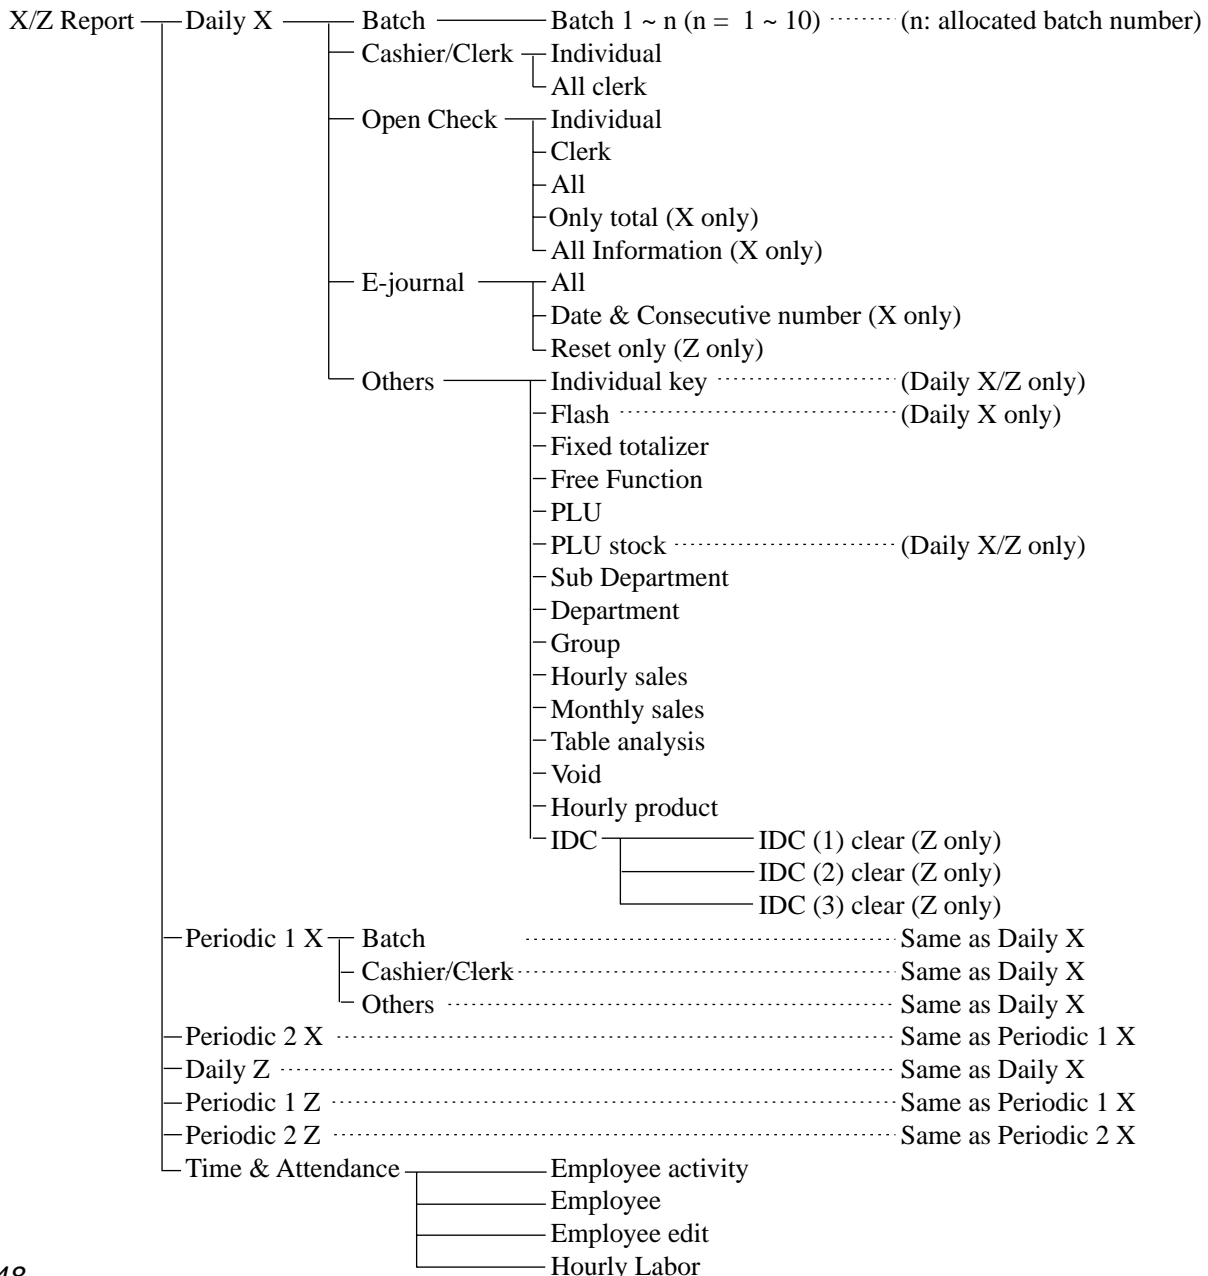 X/Z Report Daily X Batch Batch 1 ~ n (n = 1 ~ 10) (n: allocated batch number)
Cashier/Clerk Individual
All clerk
Open Check Individual
Clerk
All
Only total (X only)
All Information (X only)
E-journal All
Date & Consecutive number (X only)
Reset only (Z only)
Others Individual key (Daily X/Z only)
Flash (Daily X only)
Fixed totalizer
Free Function
PLU
PLU stock (Daily X/Z only)
Sub Department
Department
Group
Hourly sales
Monthly sales
Table analysis
Void
Hourly product
IDC IDC (1) clear (Z only)
IDC (2) clear (Z only)
IDC (3) clear (Z only)
Periodic 1 X Batch Same as Daily X
Cashier/Clerk Same as Daily X
Others Same as Daily X
Periodic 2 X Same as Periodic 1 X
Daily Z Same as Daily X
Periodic 1 Z Same as Periodic 1 X
Periodic 2 Z Same as Periodic 2 X
Time & Attendance Employee activity
Employee
Employee edit
Hourly Labor